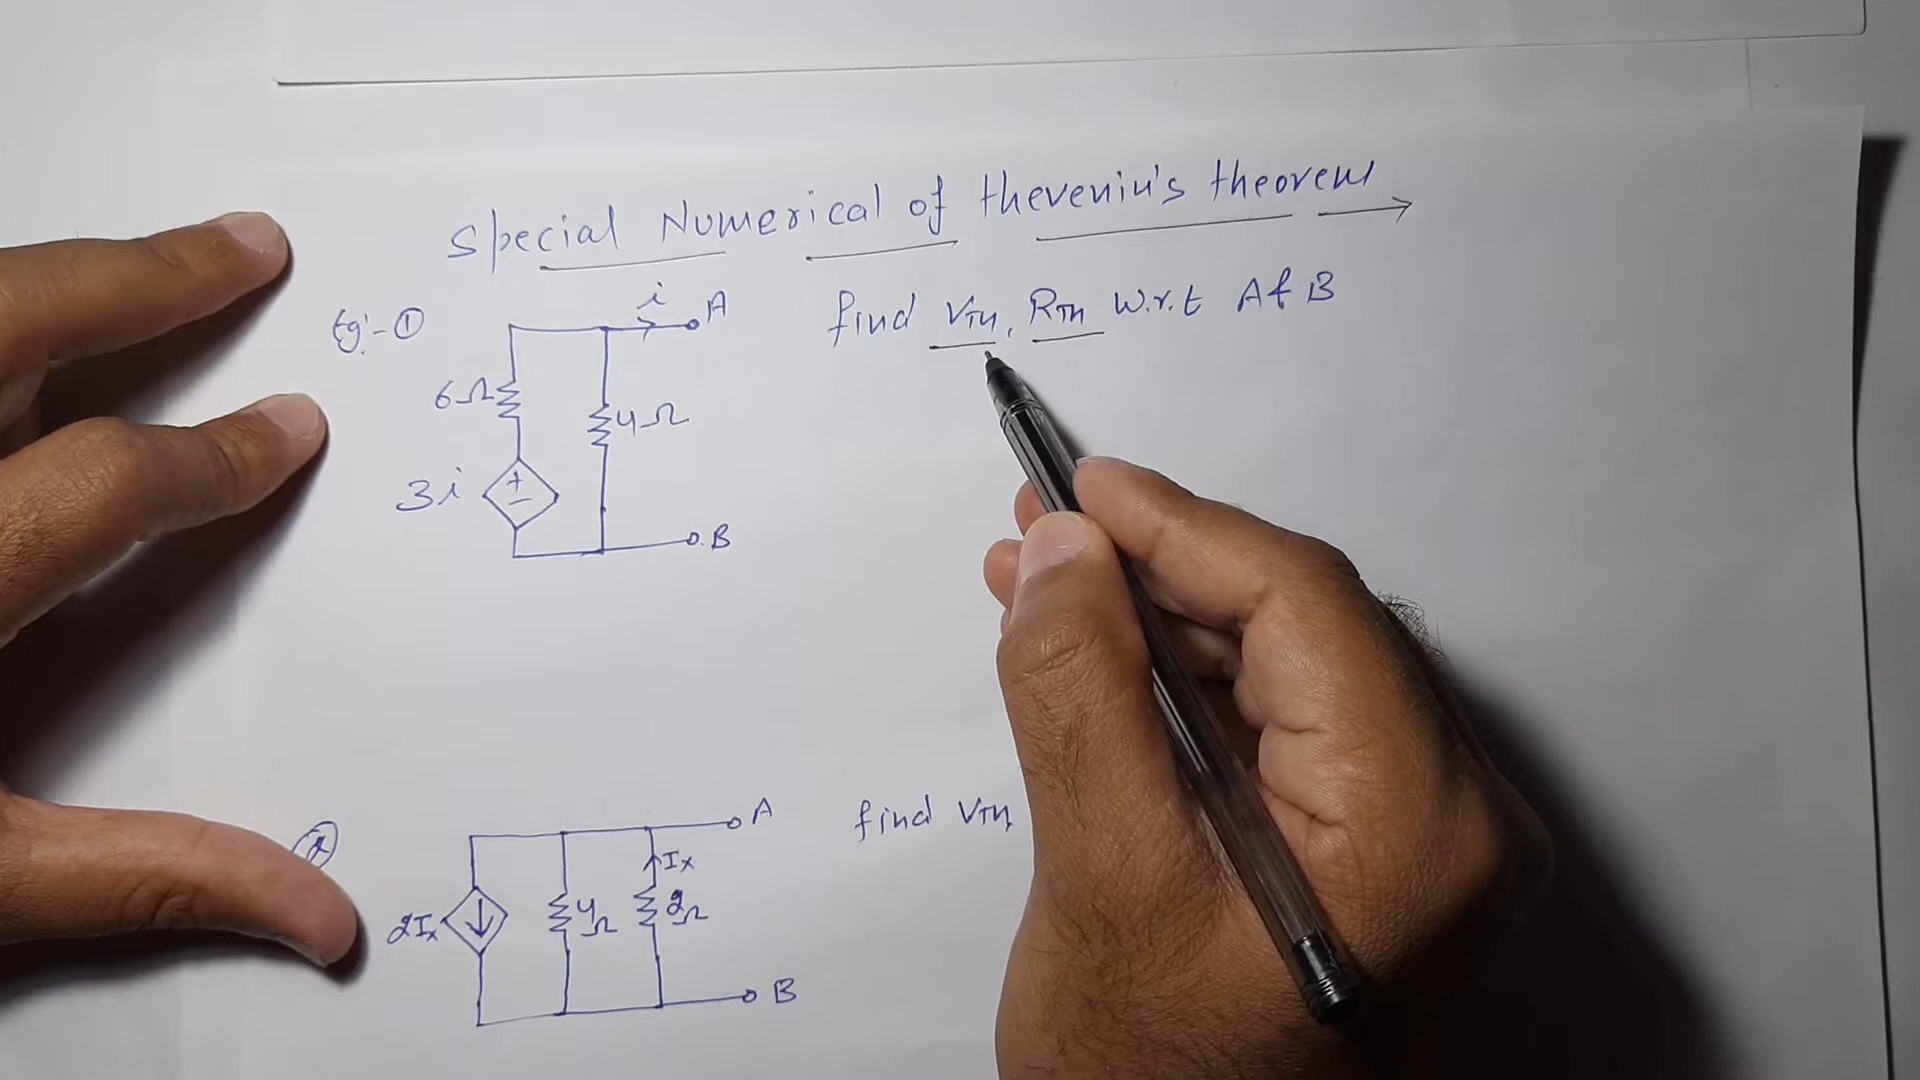 Special Numerical of thevenin's theorem
Eg:- ①
i
A
find VTH, RTH w.r.t A & B
6Ω
4Ω
3i
+
-
B
②
A
find VTH
Ix
2Ix
4Ω
2Ω
B